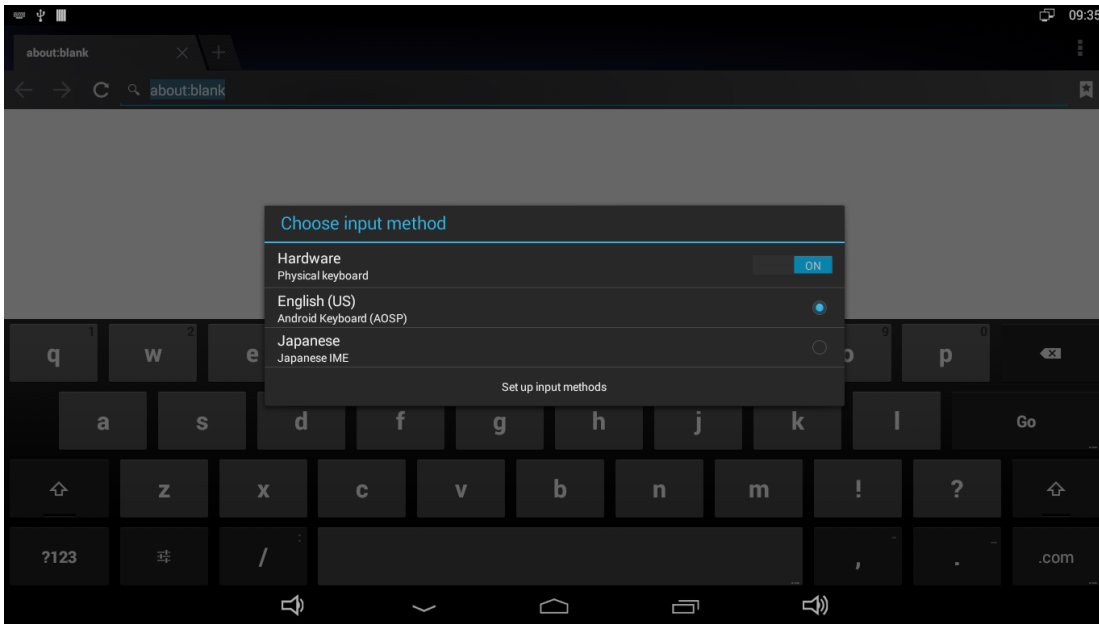 09:35
about:blank
about:blank
Choose input method
Hardware
Physical keyboard
ON
English (US)
Android Keyboard (AOSP)
Japanese
Japanese IME
Set up input methods
1 2 9 0
q w e o p
a s d f g h j k l Go
z x c v b n m ! ?
?123 / : , - . _ .com